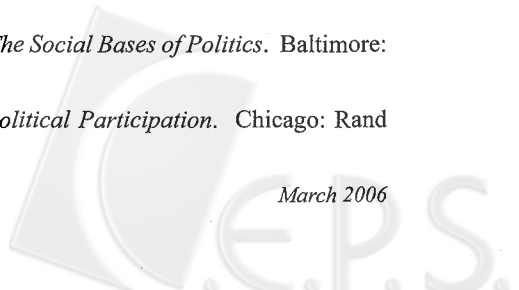 he Social Bases of Politics. Baltimore:
olitical Participation. Chicago: Rand
March 2006
C.E.P.S.